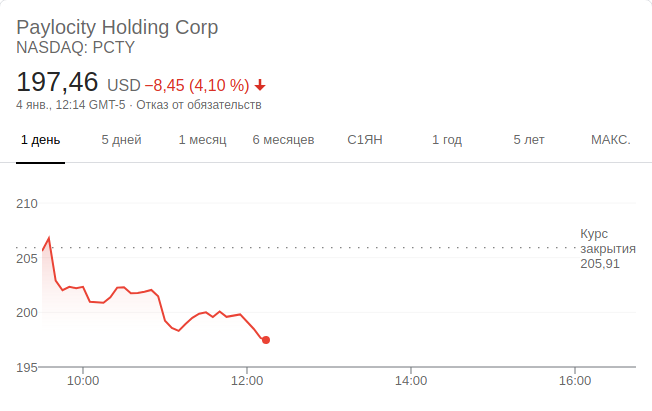 Paylocity Holding Corp
NASDAQ: PCTY
197,46 USD −8,45 (4,10 %)
4 янв., 12:14 GMT-5 · Отказ от обязательств
1 день 5 дней 1 месяц 6 месяцев С1ЯН 1 год 5 лет МАКС.
210
Курс
закрытия
205,91
205
200
195
10:00 12:00 14:00 16:00